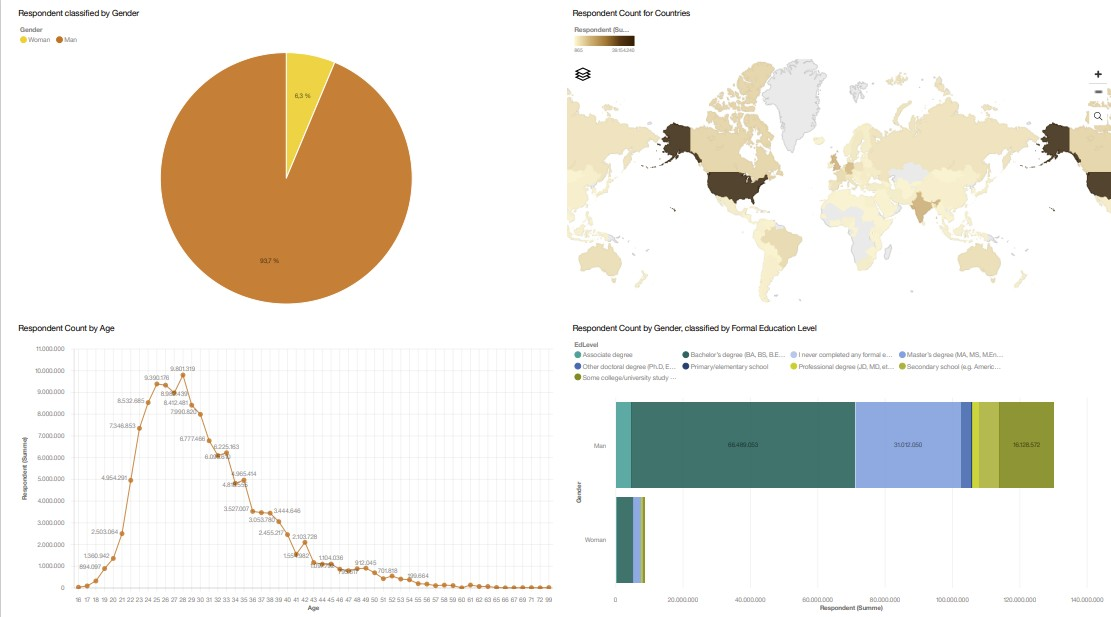 Respondent classified by Gender
Gender
Woman
Man
6,3 %
93,7 %
Respondent Count for Countries
Respondent (Su...
865
Respondent Count by Age
Respondent (Summe)
11.000.000
10.000.000
9.000.000
8.000.000
7.000.000
6.000.000
5.000.000
4.000.000
3.000.000
2.000.000
1.000.000
0
894.097
1.360.942
2.503.064
4.954.291
7.346.853
8.532.685
9.390.176
9.801.319
8.412.481
7.990.820
6.777.466
6.225.163
4.965.414
3.527.007
3.053.780
3.444.646
2.455.217
2.103.728
1.104.036
912.045
701.818
199.664
16 17 18 19 20 21 22 23 24 25 26 27 28 29 30 31 32 33 34 35 36 37 38 39 40 41 42 43 44 45 46 47 48 49 50 51 52 53 54 55 56 57 58 59 60 61 62 63 65 66 67 69 71 72 99
Age
Respondent Count by Gender, classified by Formal Education Level
EdLevel
Associate degree
Bachelor's degree (BA, BS, B.E...
I never completed any formal e...
Master's degree (MA, MS, M.En...
Other doctoral degree (Ph.D, E...
Primary/elementary school
Professional degree (JD, MD, et...
Secondary school (e.g. Americ...
Some college/university study ...
Gender
Man
31.012.050
16.128.572
Woman
0
20.000.000
40.000.000
60.000.000
80.000.000
100.000.000
120.000.000
140.000.000
Respondent (Summe)